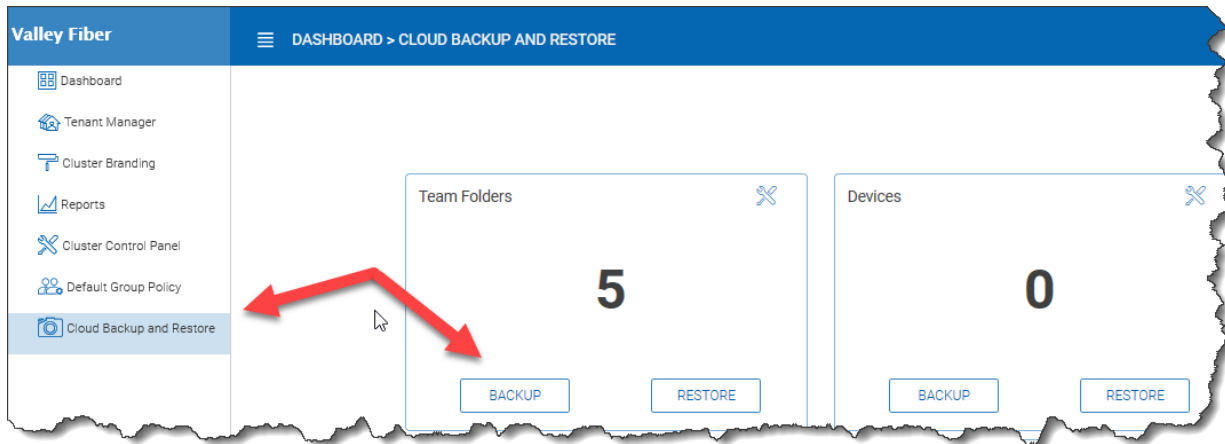 Valley Fiber
DASHBOARD > CLOUD BACKUP AND RESTORE
Dashboard
Tenant Manager
Cluster Branding
Reports
Cluster Control Panel
Default Group Policy
Cloud Backup and Restore
Team Folders
5
BACKUP RESTORE
Devices
0
BACKUP RESTORE